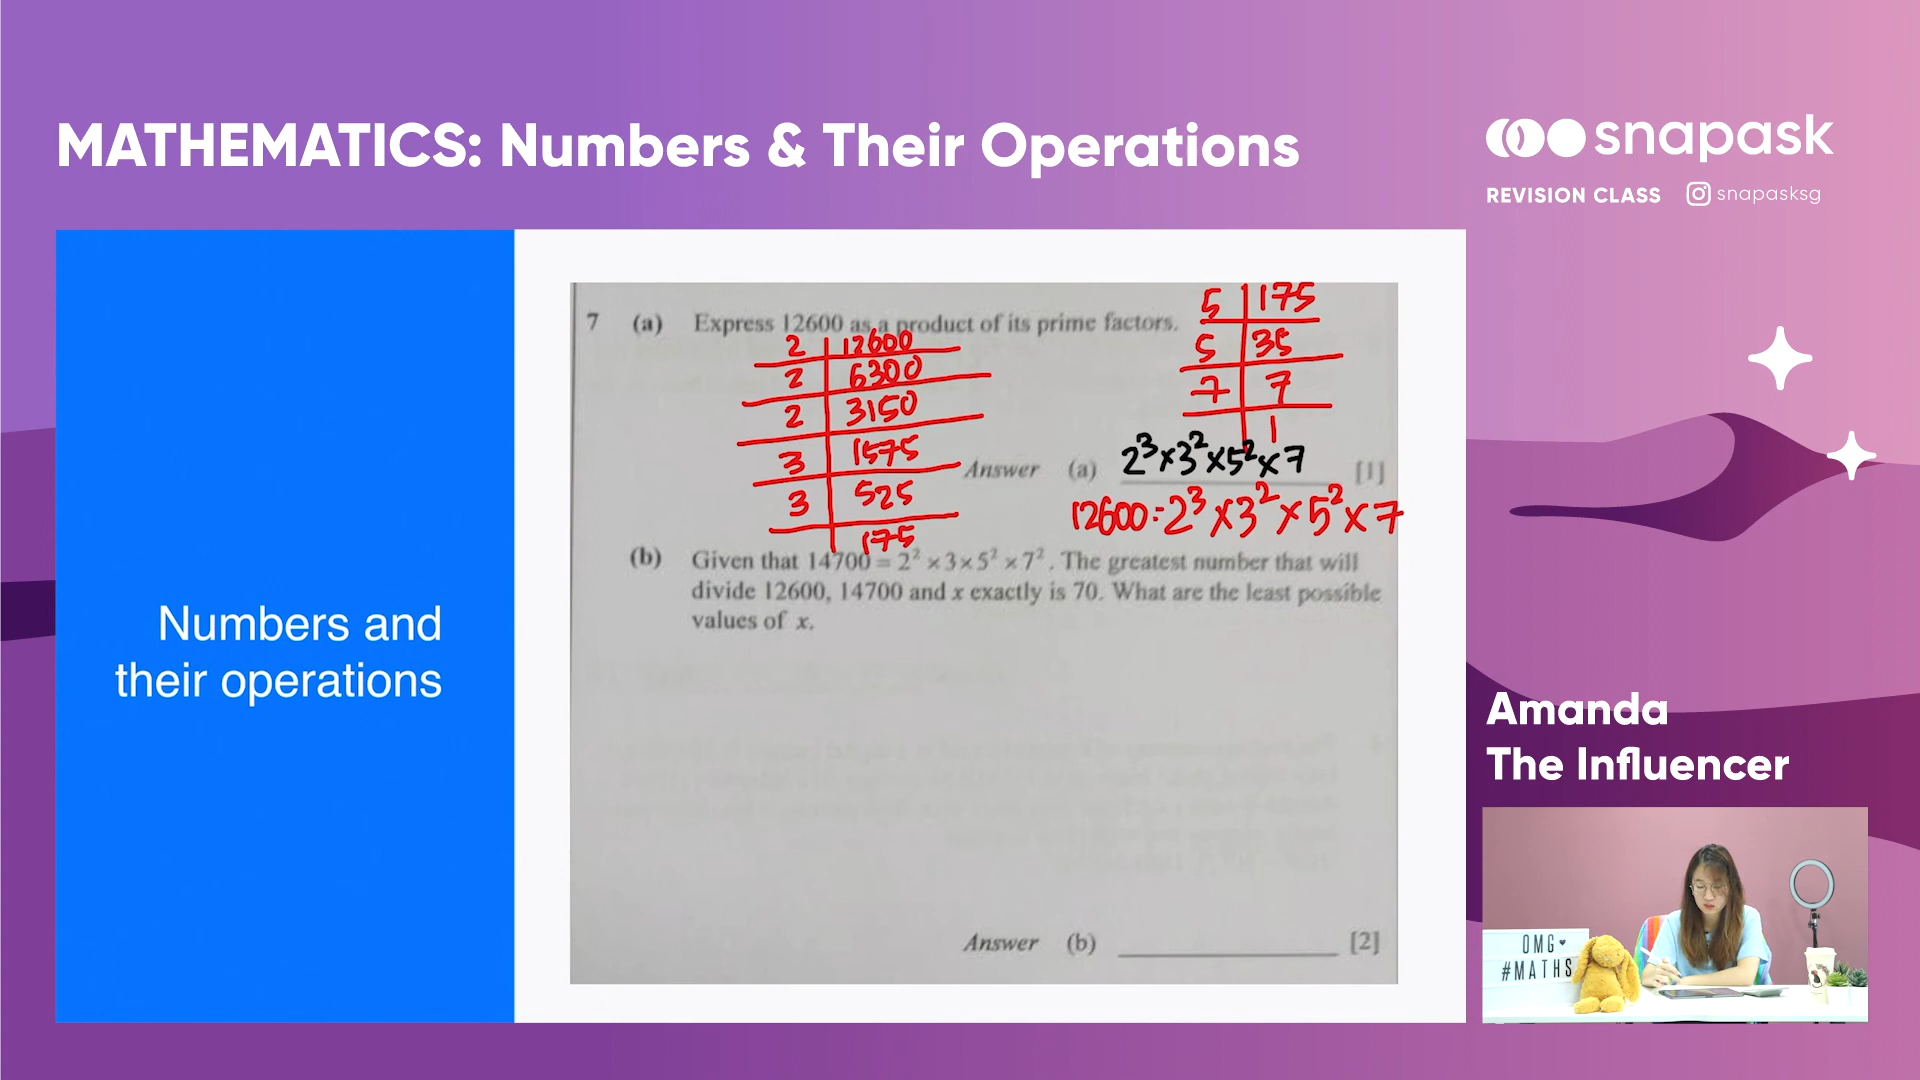 MATHEMATICS: Numbers & Their Operations
snapask
REVISION CLASS snapasksg
Numbers and
their operations
7 (a) Express 12600 as a product of its prime factors.
2 | 12600
2 | 6300
2 | 3150
3 | 1575
3 | 525
175
5 | 175
5 | 35
7 | 7
1
Answer (a) 2³×3²×5²×7 [1]
12600=2³×3²×5²×7
(b) Given that 14700 = 2² × 3 × 5² × 7². The greatest number that will
divide 12600, 14700 and x exactly is 70. What are the least possible
values of x.
Answer (b) [2]
Amanda
The Influencer
OMG
#MATHS